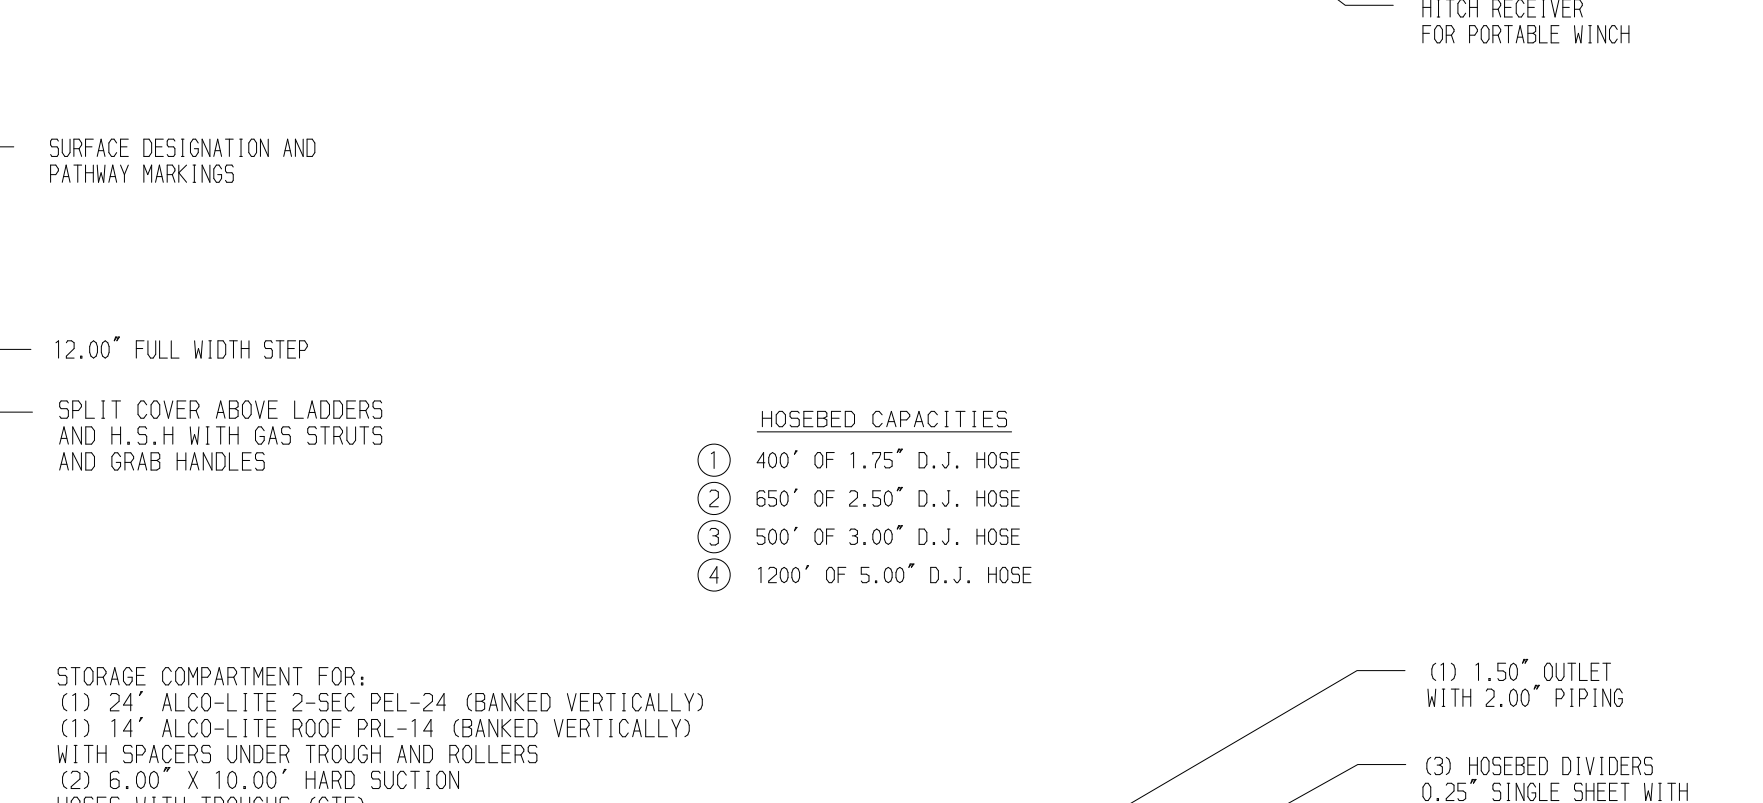 HITCH RECEIVER
FOR PORTABLE WINCH
SURFACE DESIGNATION AND
PATHWAY MARKINGS
12.00" FULL WIDTH STEP
SPLIT COVER ABOVE LADDERS
AND H.S.H WITH GAS STRUTS
AND GRAB HANDLES
HOSEBED CAPACITIES
1 400' OF 1.75" D.J. HOSE
2 650' OF 2.50" D.J. HOSE
3 500' OF 3.00" D.J. HOSE
4 1200' OF 5.00" D.J. HOSE
STORAGE COMPARTMENT FOR:
(1) 24' ALCO-LITE 2-SEC PEL-24 (BANKED VERTICALLY)
(1) 14' ALCO-LITE ROOF PRL-14 (BANKED VERTICALLY)
WITH SPACERS UNDER TROUGH AND ROLLERS
(2) 6.00" X 10.00' HARD SUCTION
HOSES WITH TROUGHS
(1) 1.50" OUTLET
WITH 2.00" PIPING
(3) HOSEBED DIVIDERS
0.25" SINGLE SHEET WITH